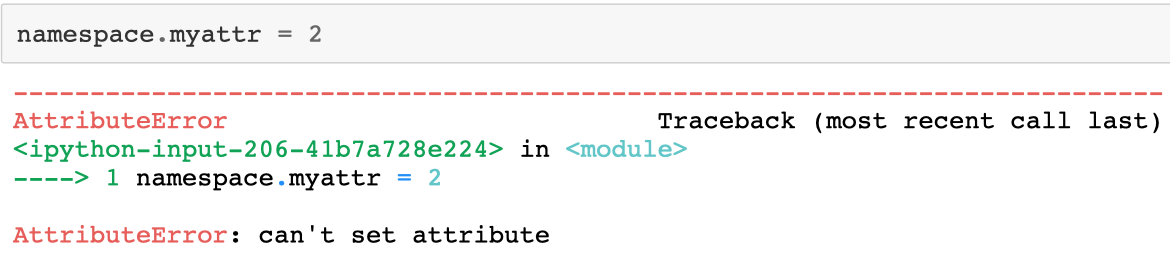 namespace.myattr = 2
---------------------------------------------------------------------------
AttributeError                            Traceback (most recent call last)
<ipython-input-206-41b7a728e224> in <module>
----> 1 namespace.myattr = 2
AttributeError: can't set attribute